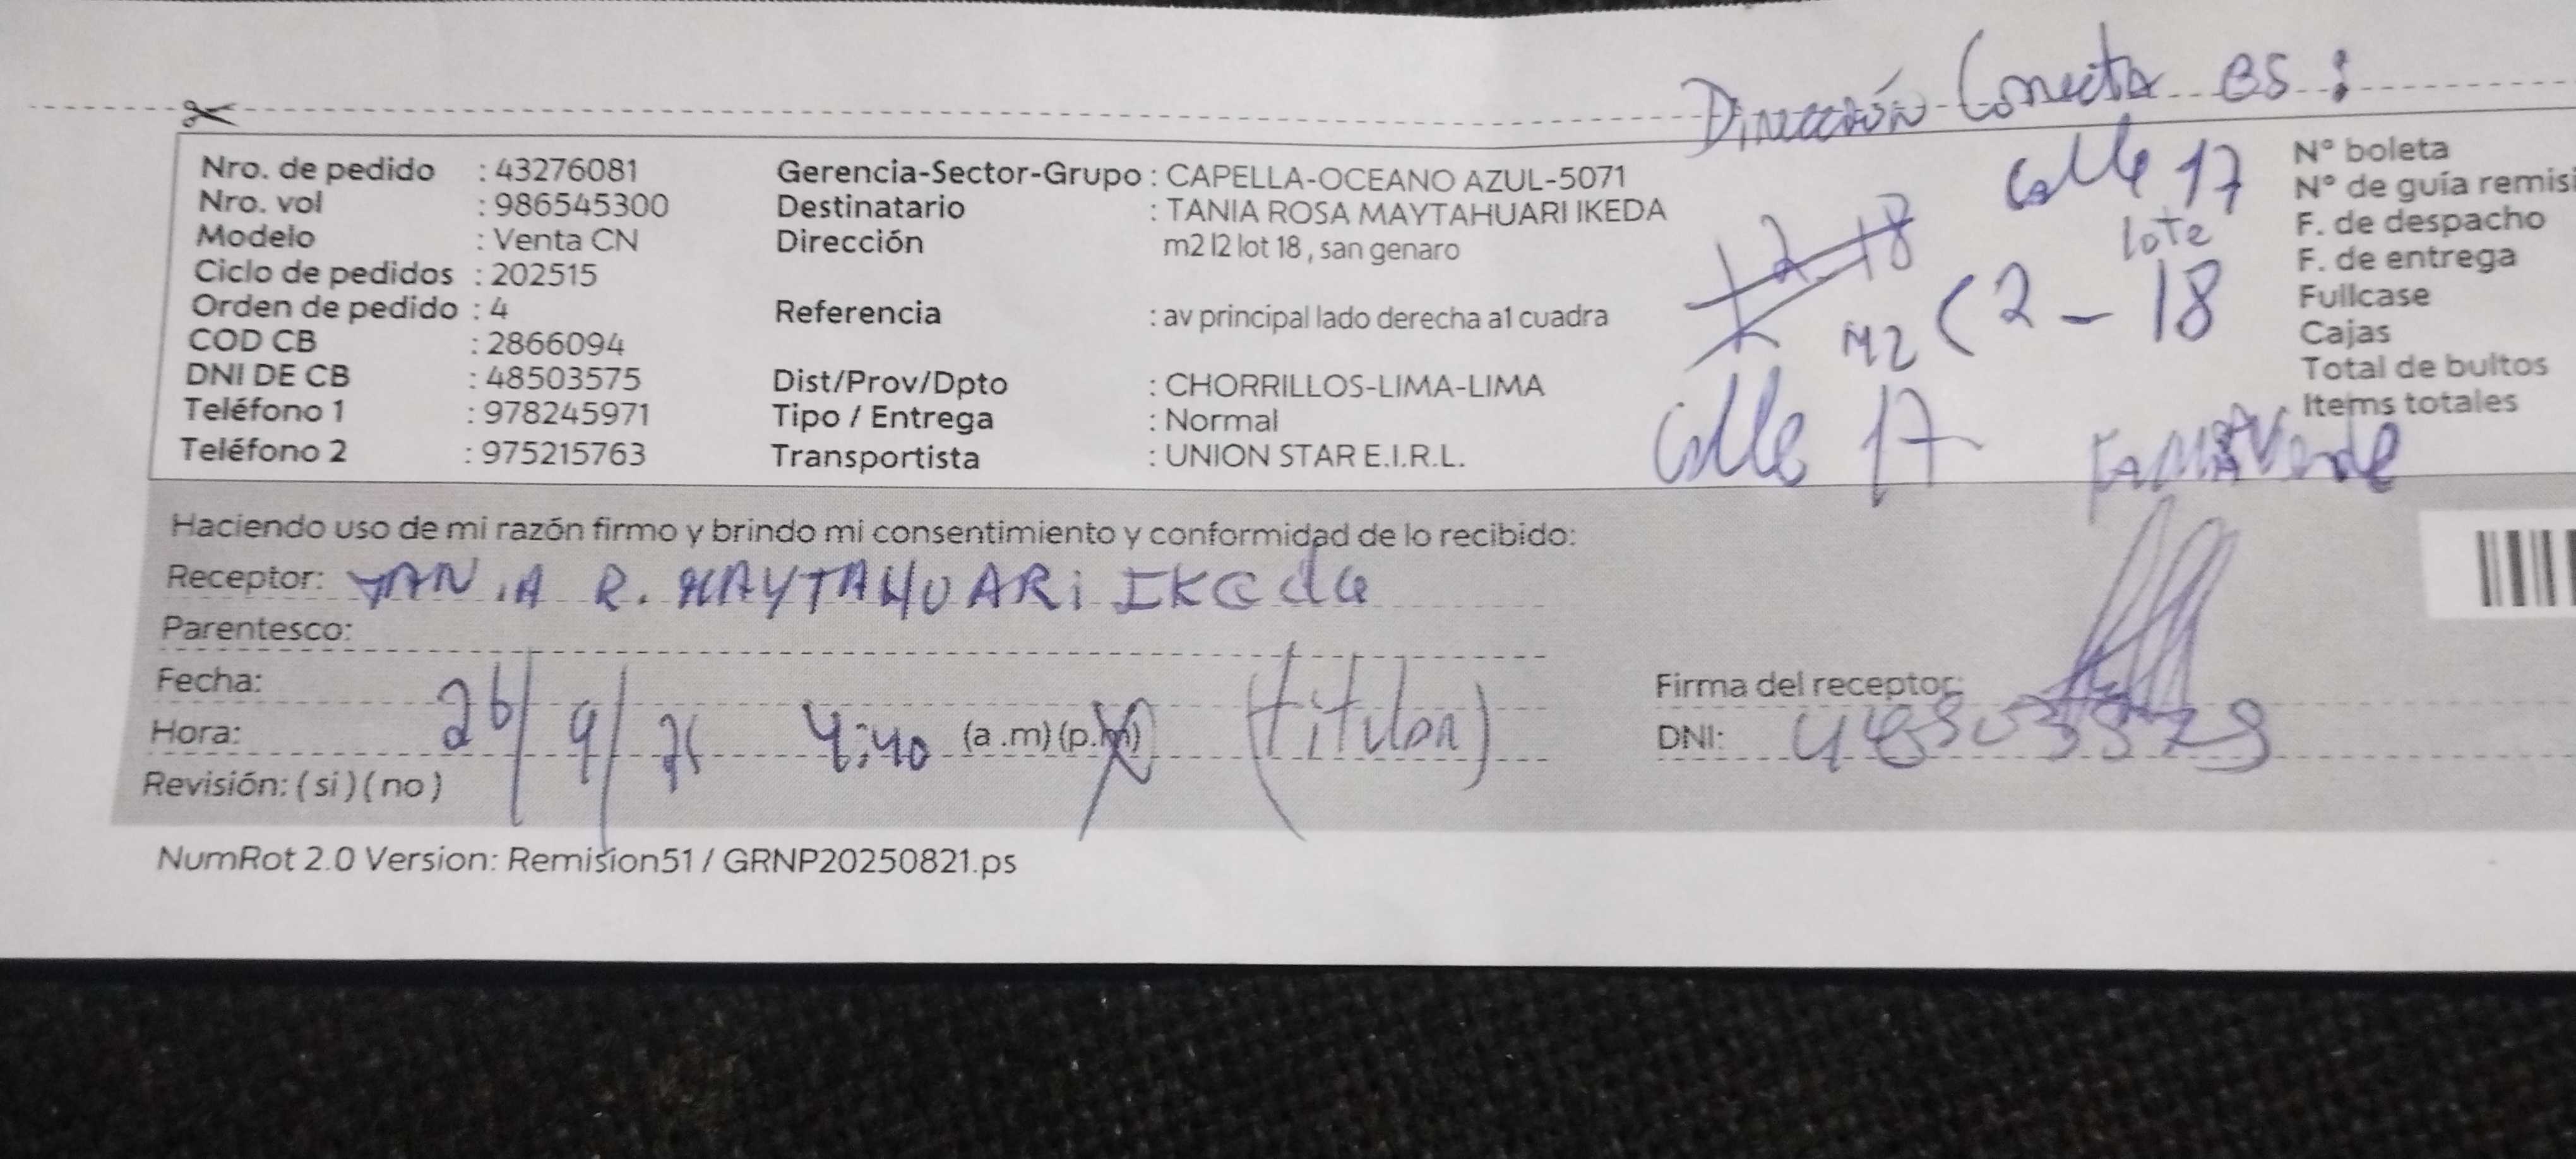 Dirección Correcta es :
Nro. de pedido : 43276081
Nro. vol : 986545300
Modelo : Venta CN
Ciclo de pedidos : 202515
Orden de pedido : 4
COD CB : 2866094
DNI DE CB : 48503575
Teléfono 1 : 978245971
Teléfono 2 : 975215763
Gerencia-Sector-Grupo : CAPELLA-OCEANO AZUL-5071
Destinatario : TANIA ROSA MAYTAHUARI IKEDA
Dirección m2 l2 lot 18 , san genaro
Referencia : av principal lado derecha a1 cuadra
Dist/Prov/Dpto : CHORRILLOS-LIMA-LIMA
Tipo / Entrega : Normal
Transportista : UNION STAR E.I.R.L.
Calle 17
lote
M2 (2 - 18
Calle 17
N° boleta
N° de guía remisi
F. de despacho
F. de entrega
Fullcase
Cajas
Total de bultos
Items totales
Haciendo uso de mi razón firmo y brindo mi consentimiento y conformidad de lo recibido:
Receptor: TANIA R. MAYTAHUARi IKEda
Parentesco:
Fecha: 26/9/
Hora: 4:40 (a .m) (p.m) (titular)
Revisión: ( si ) ( no )
Firma del receptor:
DNI:
NumRot 2.0 Version: Remision51 / GRNP20250821.ps